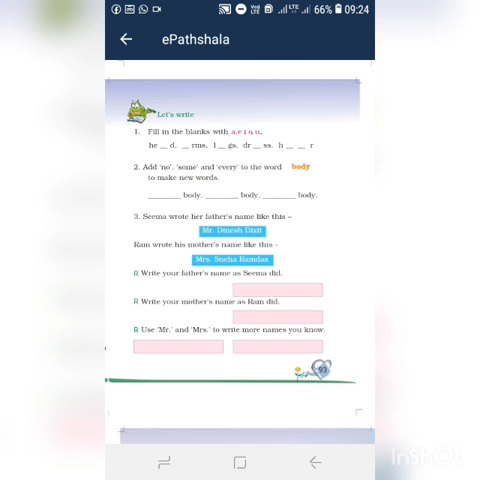 VoD LTE LTE 66% 09:24
ePathshala
Let's write
1. Fill in the blanks with a,e i o u.
he __ d. __ rms. l __ gs. dr __ ss. h __ __ r
2. Add 'no', 'some' and 'every' to the word body
to make new words.
________ body. ________ body. ________ body.
3. Seema wrote her father's name like this –
Mr. Dinesh Dixit
Ram wrote his mother's name like this –
Mrs. Sneha Ramdas
R Write your father's name as Seema did.
R Write your mother's name as Ram did.
R Use 'Mr.' and 'Mrs.' to write more names you know.
93
InShOt